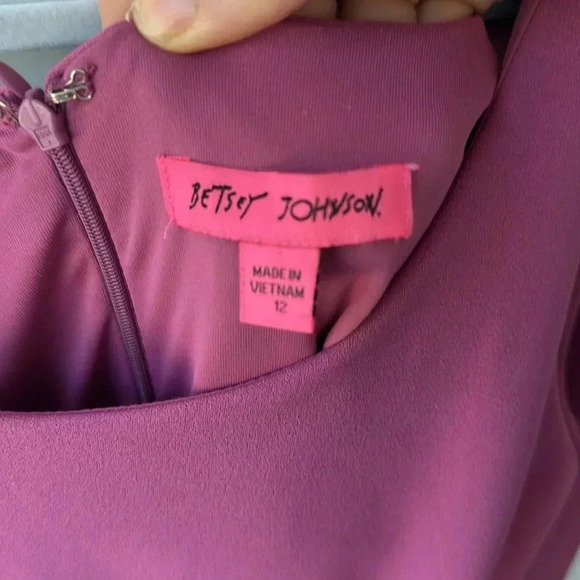 BETSEY JOHNSON.
MADE IN
VIETNAM
12